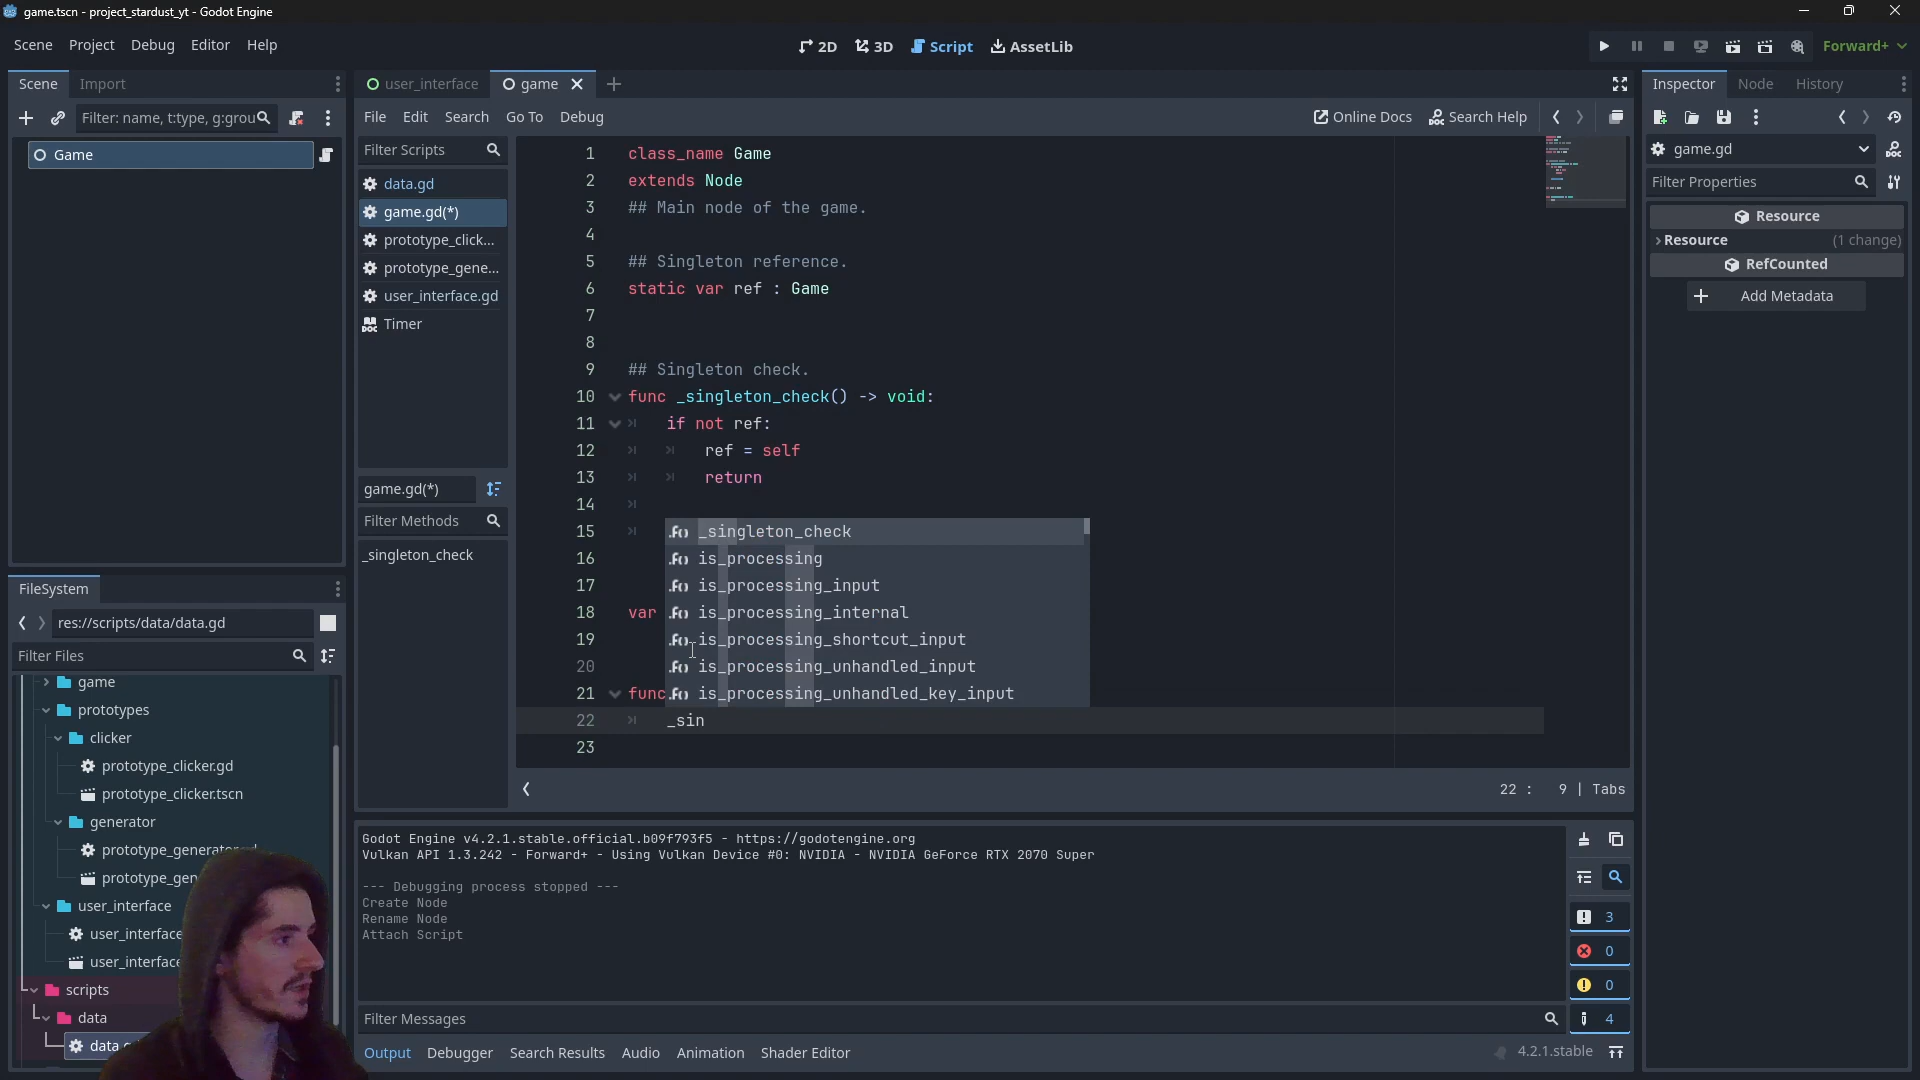 game.tscn - project_stardust_yt - Godot Engine
Scene Project Debug Editor Help
2D 3D Script AssetLib
Forward+
Scene Import
Filter: name, t:type, g:grou
Game
user_interface game
File Edit Search Go To Debug
Online Docs Search Help
Filter Scripts
data.gd
game.gd(*)
prototype_click...
prototype_gene...
user_interface.gd
Timer
game.gd(*)
Filter Methods
_singleton_check
1 class_name Game
2 extends Node
3 ## Main node of the game.
4
5 ## Singleton reference.
6 static var ref : Game
7
8
9 ## Singleton check.
10 func _singleton_check() -> void:
11 if not ref:
12 ref = self
13 return
14
15
16
17
18 var
19
20
21 func
22 _sin
23
_singleton_check
is_processing
is_processing_input
is_processing_internal
is_processing_shortcut_input
is_processing_unhandled_input
is_processing_unhandled_key_input
22 : 9 | Tabs
FileSystem
res://scripts/data/data.gd
Filter Files
game
prototypes
clicker
prototype_clicker.gd
prototype_clicker.tscn
generator
prototype_generator
prototype_gen
user_interface
user_interface
user_interface
scripts
data
data.g
Godot Engine v4.2.1.stable.official.b09f793f5 - https://godotengine.org
Vulkan API 1.3.242 - Forward+ - Using Vulkan Device #0: NVIDIA - NVIDIA GeForce RTX 2070 Super
--- Debugging process stopped ---
Create Node
Rename Node
Attach Script
3
0
0
4
Filter Messages
Output Debugger Search Results Audio Animation Shader Editor
4.2.1.stable
Inspector Node History
game.gd
Filter Properties
Resource
Resource (1 change)
RefCounted
Add Metadata